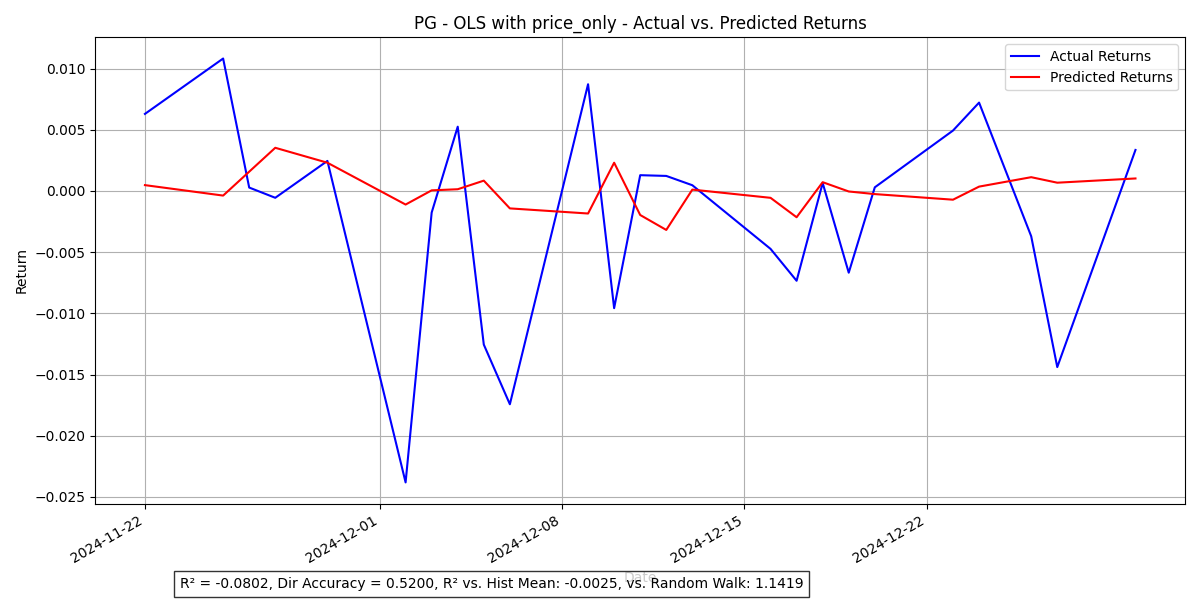 PG - OLS with price_only - Actual vs. Predicted Returns
Actual Returns
Predicted Returns
Return
0.010
0.005
0.000
−0.005
−0.010
−0.015
−0.020
−0.025
2024-11-22
2024-12-01
2024-12-08
2024-12-15
2024-12-22
Date
R² = -0.0802, Dir Accuracy = 0.5200, R² vs. Hist Mean: -0.0025, vs. Random Walk: 1.1419